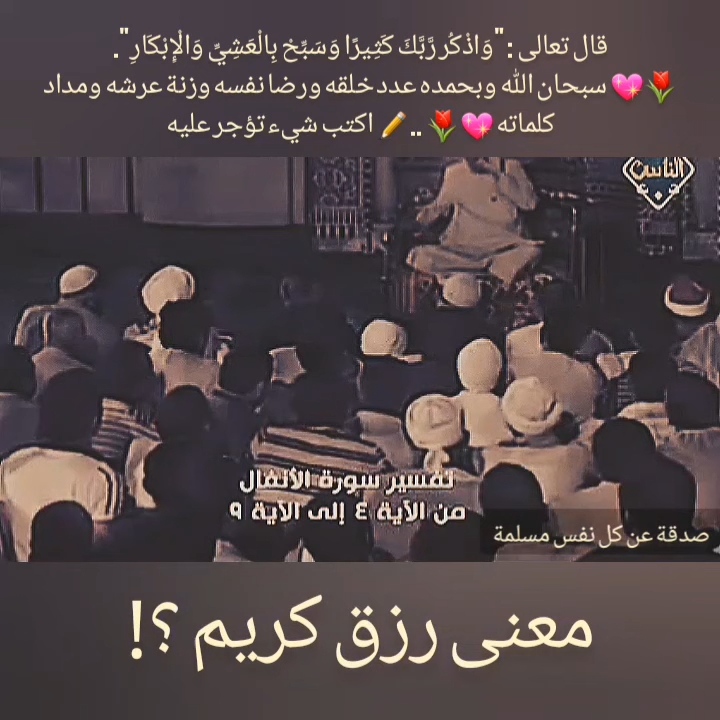 قال تعالى : "وَاذْكُر رَّبَّكَ كَثِيرًا وَسَبِّحْ بِالْعَشِيِّ وَالْإِبْكَارِ".
🌷💖 سبحان الله وبحمده عدد خلقه ورضا نفسه وزنة عرشه ومداد
كلماته 💖🌷 .. ✏️ اكتب شيء تؤجر عليه
الناس
تفسير سورة الأنفال
من الآية ٤ إلى الآية ٩
صدقة عن كل نفس مسلمة
معنى رزق كريم ؟!